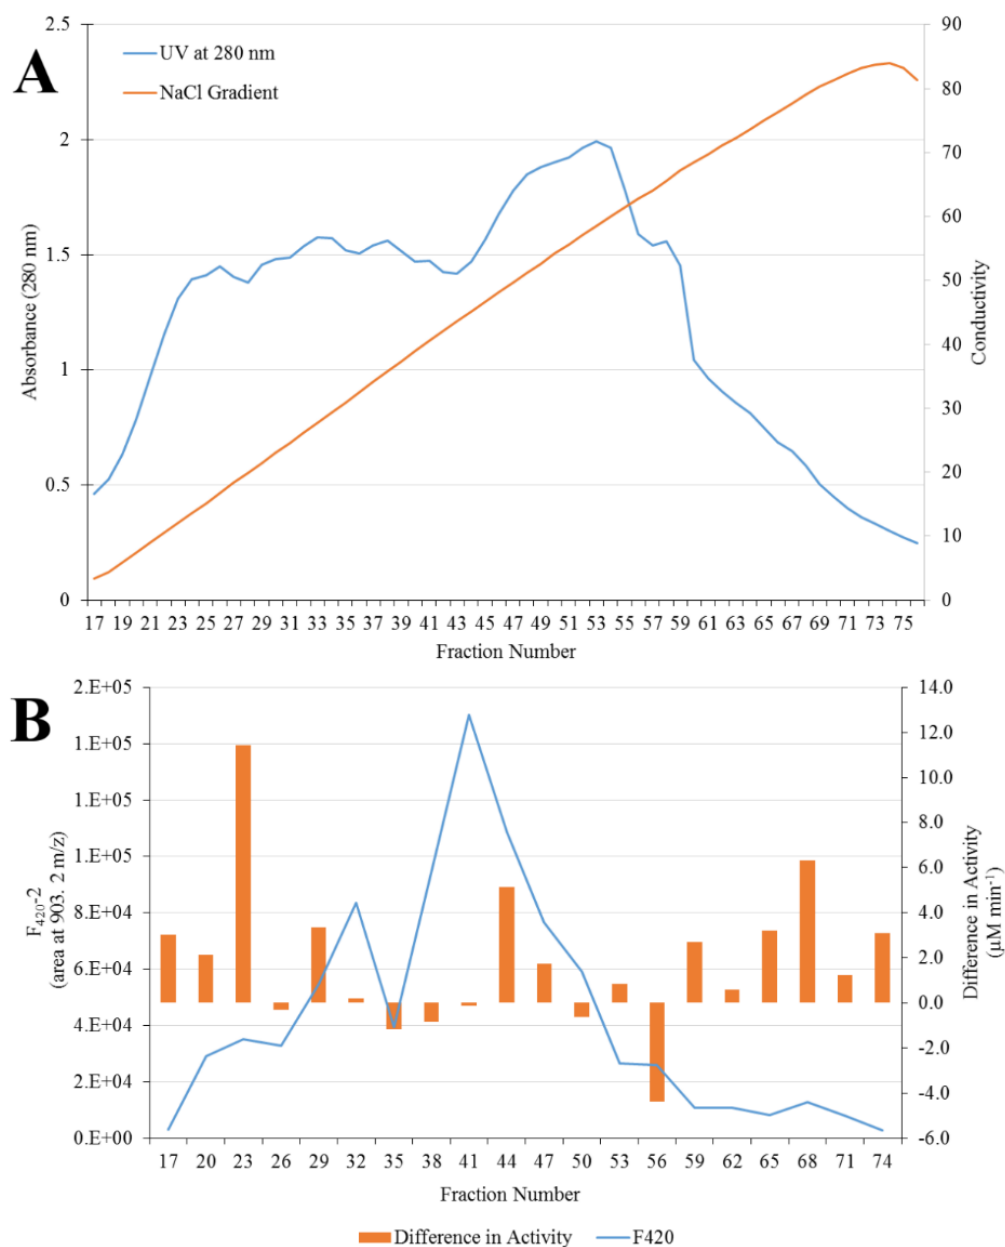 A
2.5
2
1.5
1
0.5
0
Absorbance (280 nm)
UV at 280 nm
NaCl Gradient
90
80
70
60
50
40
30
20
10
0
Conductivity
17 19 21 23 25 27 29 31 33 35 37 39 41 43 45 47 49 51 53 55 57 59 61 63 65 67 69 71 73 75
Fraction Number
B
2.E+05
1.E+05
1.E+05
1.E+05
8.E+04
6.E+04
4.E+04
2.E+04
0.E+00
F420-2
(area at 903. 2 m/z)
14.0
12.0
10.0
8.0
6.0
4.0
2.0
0.0
-2.0
-4.0
-6.0
Difference in Activity
(µM min⁻¹)
17 20 23 26 29 32 35 38 41 44 47 50 53 56 59 62 65 68 71 74
Fraction Number
Difference in Activity F420